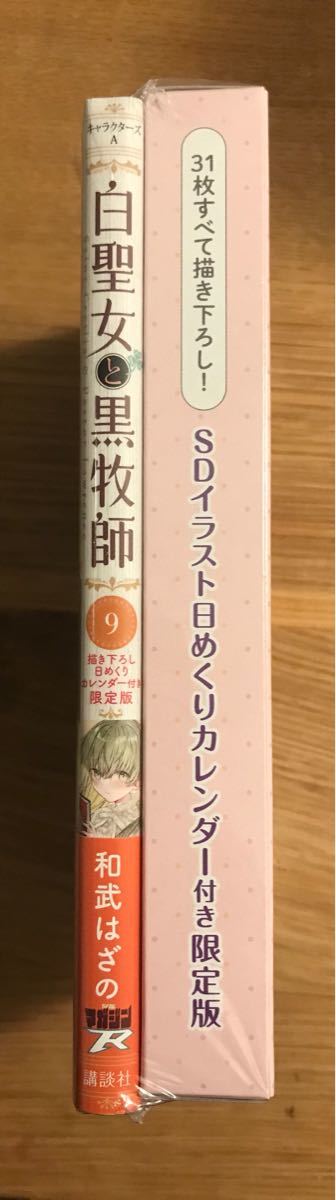 キャラクターズ
A
白聖女と黒牧師
9
描き下ろし
日めくり
カレンダー付き
限定版
和武はざの
マガジン
R
講談社
31枚すべて描き下ろし！
SDイラスト日めくりカレンダー付き限定版